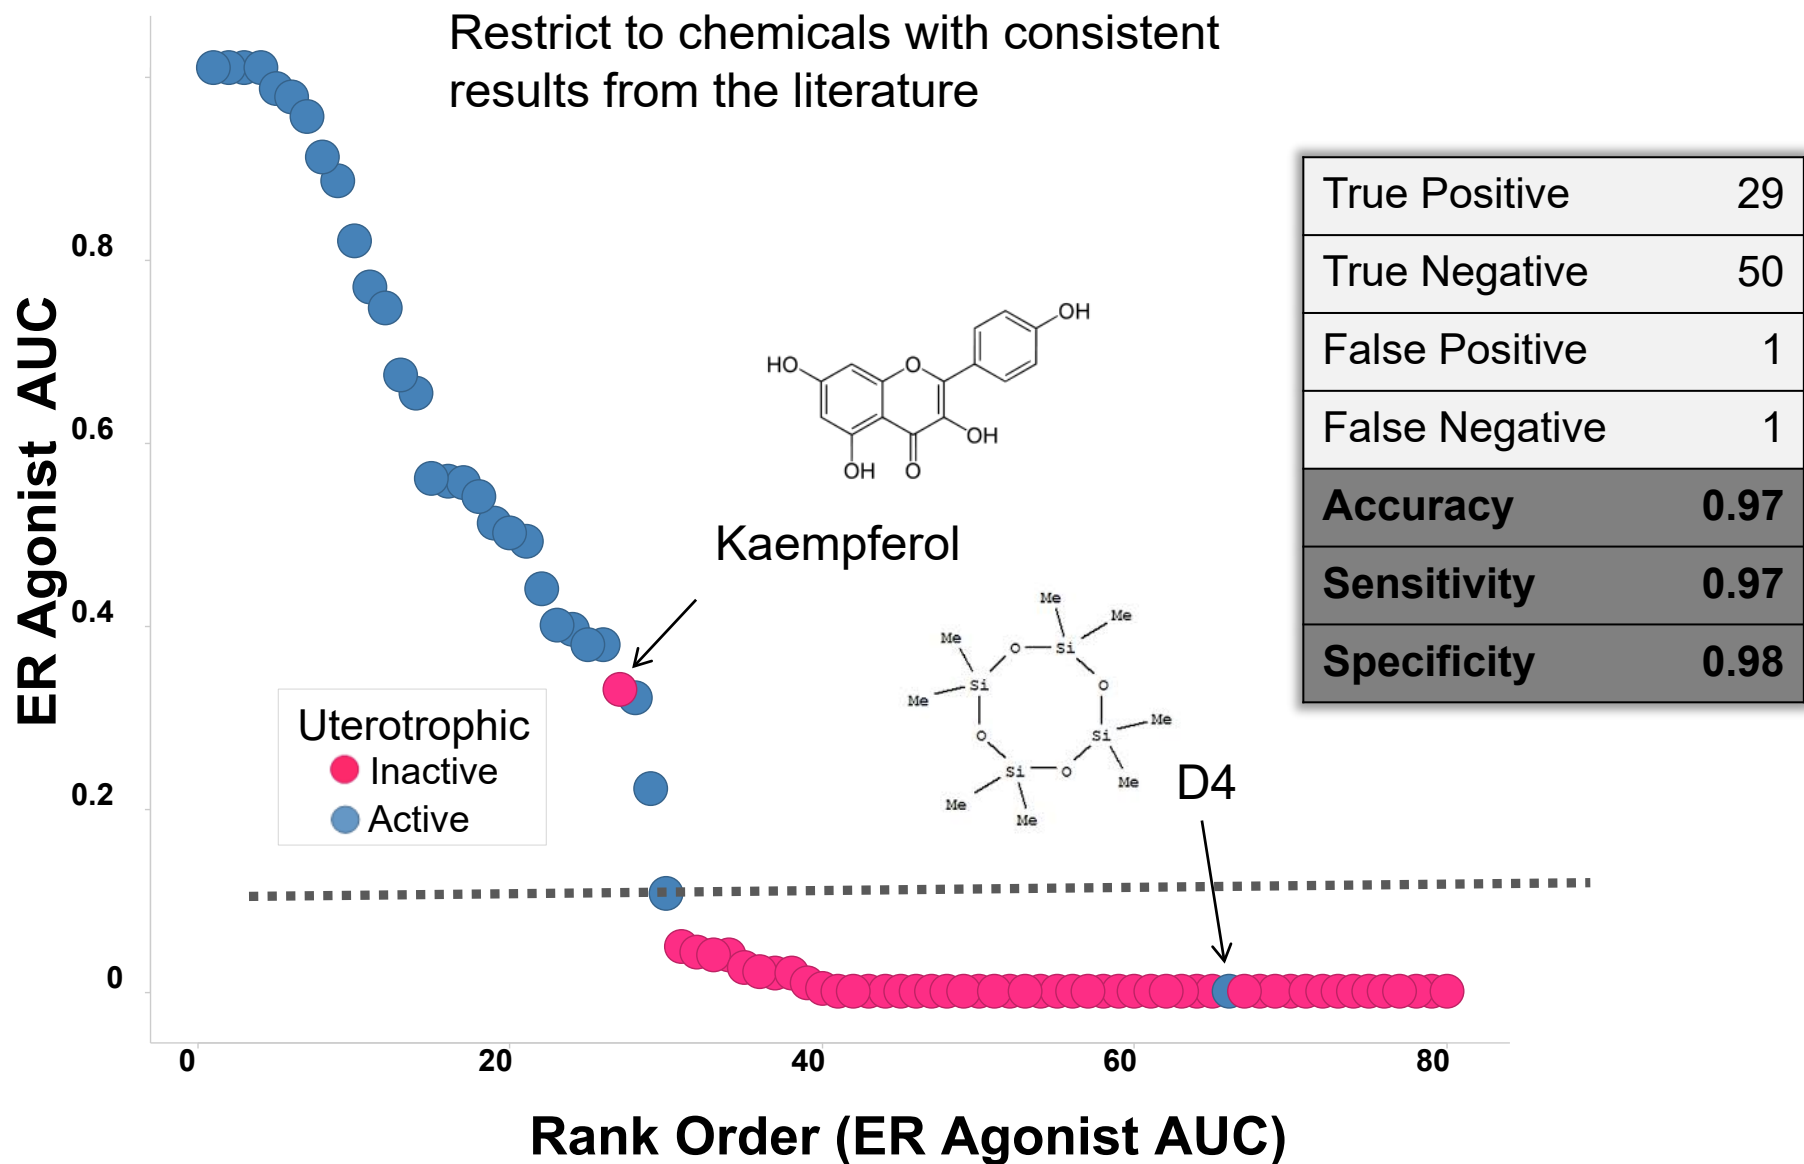 Restrict to chemicals with consistent
results from the literature
True Positive 29
True Negative 50
False Positive 1
False Negative 1
Accuracy 0.97
Sensitivity 0.97
Specificity 0.98
ER Agonist AUC
0.8
0.6
0.4
0.2
0
OH
HO
O
OH
OH
O
Kaempferol
Me
Me
Me
O
Si
Si
O
Me
Me
O
Si
Si
O
Me
Me
Me
D4
Uterotrophic
Inactive
Active
0
20
40
60
80
Rank Order (ER Agonist AUC)